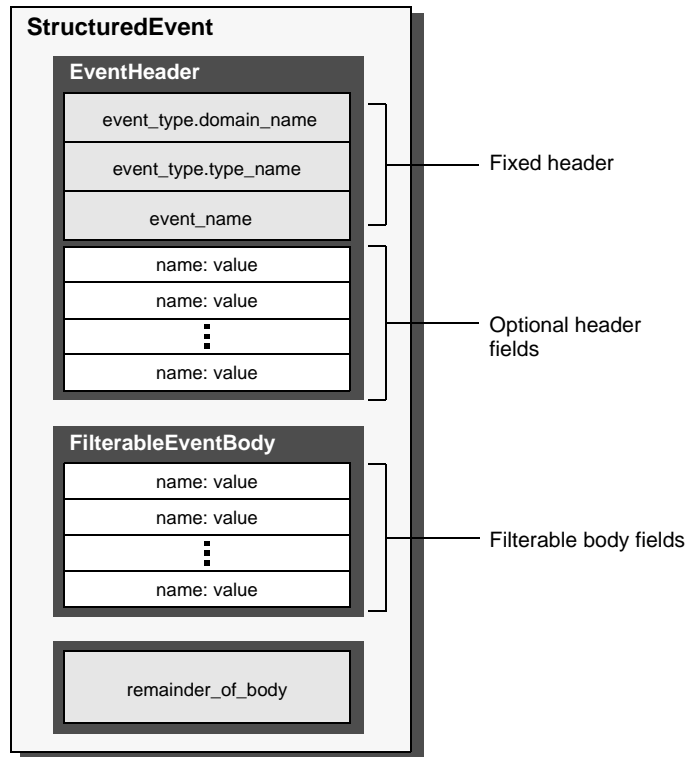 StructuredEvent
EventHeader
event_type.domain_name
event_type.type_name
event_name
Fixed header
name: value
name: value
name: value
Optional header
fields
FilterableEventBody
name: value
name: value
name: value
Filterable body fields
remainder_of_body